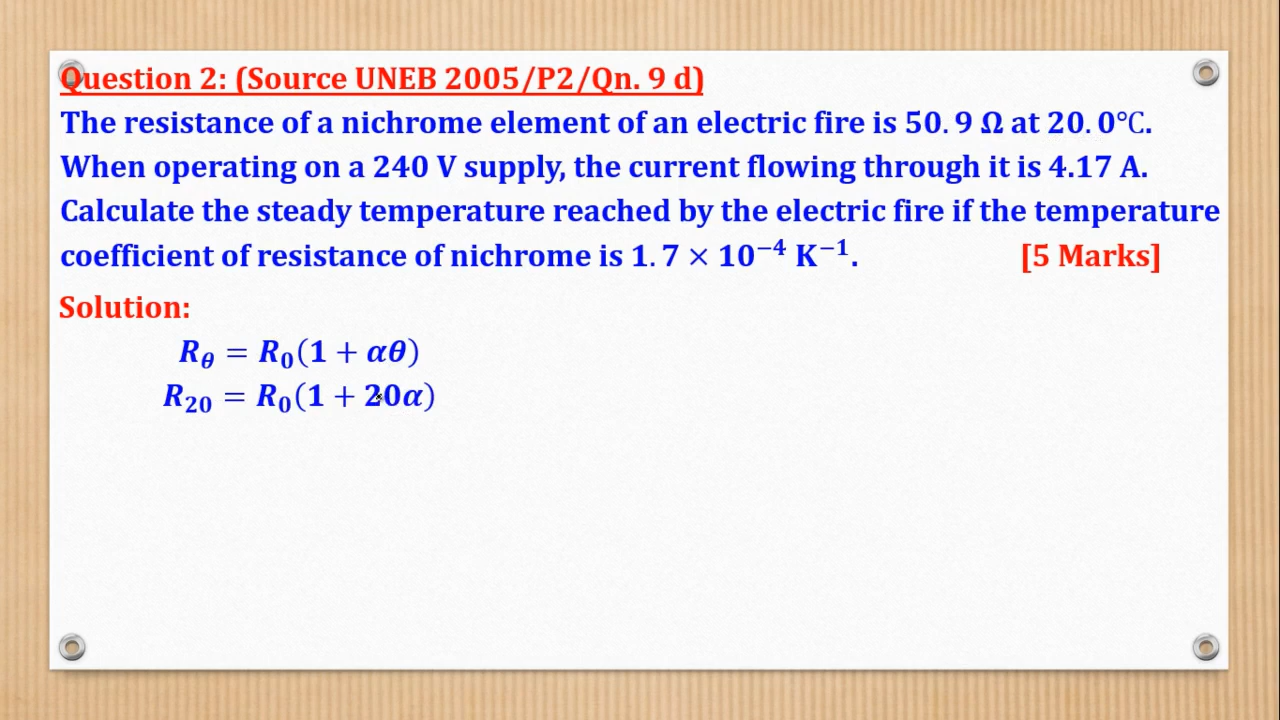 Question 2: (Source UNEB 2005/P2/Qn. 9 d)
The resistance of a nichrome element of an electric fire is 50.9 Ω at 20.0℃.
When operating on a 240 V supply, the current flowing through it is 4.17 A.
Calculate the steady temperature reached by the electric fire if the temperature
coefficient of resistance of nichrome is 1.7 × 10⁻⁴ K⁻¹. [5 Marks]
Solution:
R_θ = R₀(1 + αθ)
R₂₀ = R₀(1 + 20α)